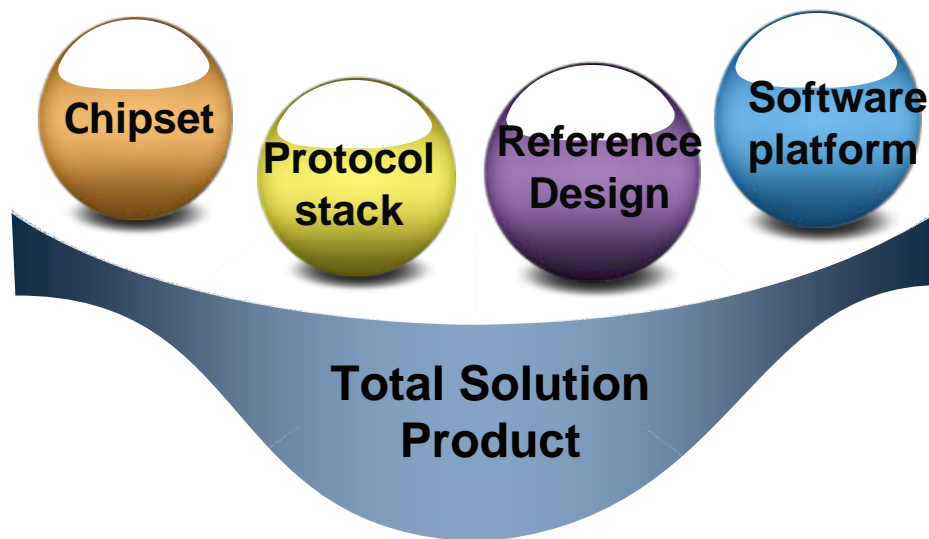 Chipset
Protocol
stack
Reference
Design
Software
platform
Total Solution
Product